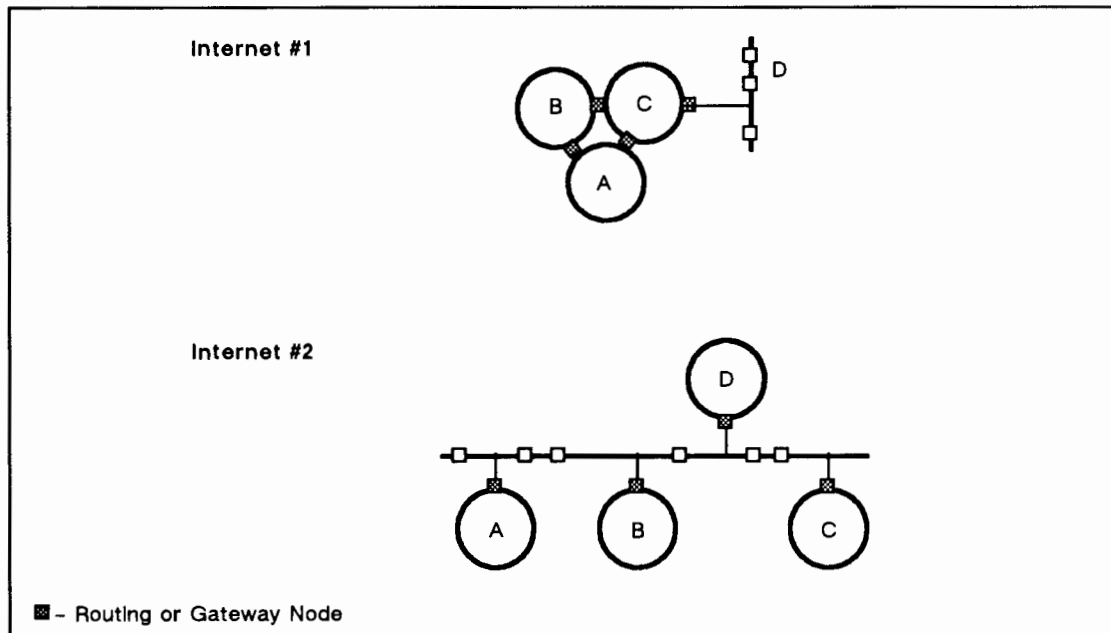 Internet #1
B
C
D
A
Internet #2
D
A
B
C
- Routing or Gateway Node